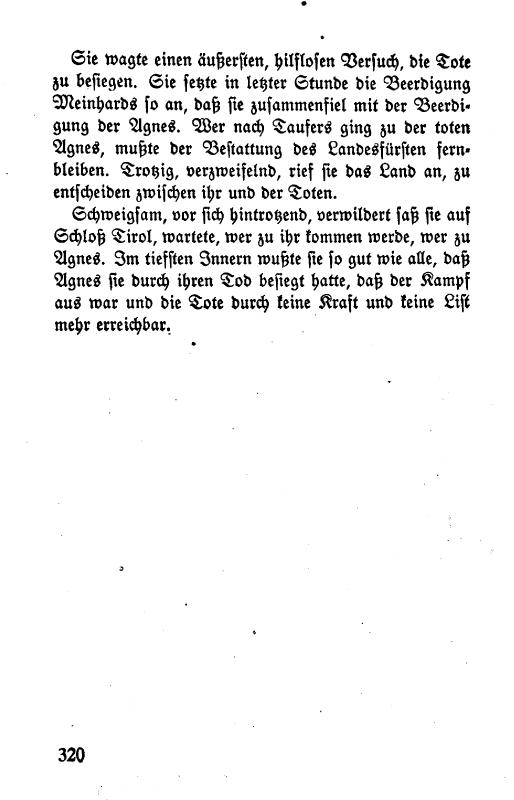 Sie wagte einen äußersten, hilflosen Versuch, die Tote
zu besiegen. Sie setzte in letzter Stunde die Beerdigung
Meinhards so an, daß sie zusammenfiel mit der Beerdi-
gung der Agnes. Wer nach Taufers ging zu der toten
Agnes, mußte der Bestattung des Landesfürsten fern-
bleiben. Trotzig, verzweifelnd, rief sie das Land an, zu
entscheiden zwischen ihr und der Toten.
Schweigsam, vor sich hintrotzend, verwildert saß sie auf
Schloß Tirol, wartete, wer zu ihr kommen werde, wer zu
Agnes. Im tiefsten Innern wußte sie so gut wie alle, daß
Agnes sie durch ihren Tod besiegt hatte, daß der Kampf
aus war und die Tote durch keine Kraft und keine List
mehr erreichbar.
320